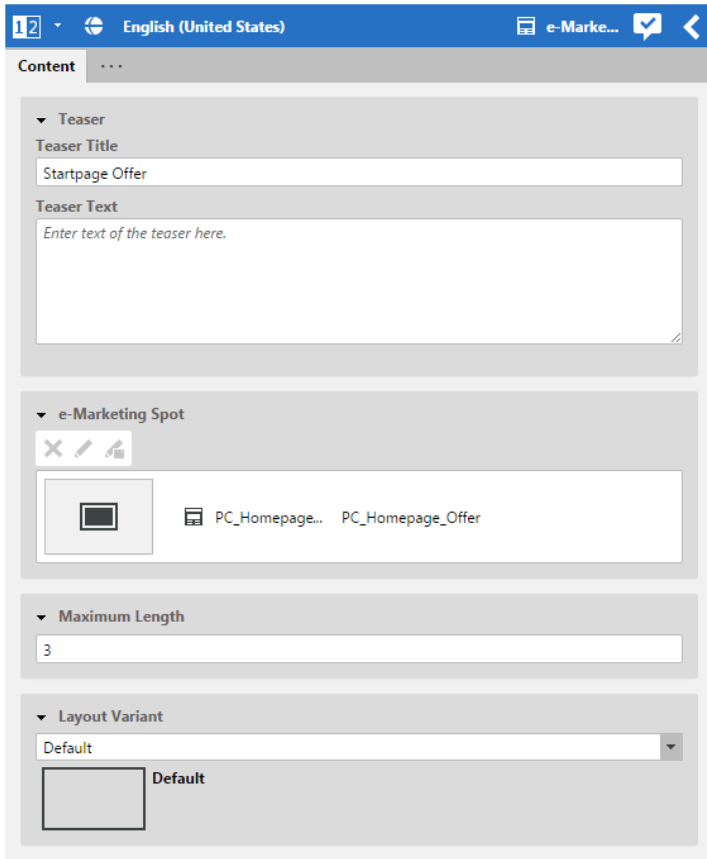 12 English (United States) e-Marke...
Content ...
Teaser
Teaser Title
Startpage Offer
Teaser Text
Enter text of the teaser here.
e-Marketing Spot
PC_Homepage... PC_Homepage_Offer
Maximum Length
3
Layout Variant
Default
Default